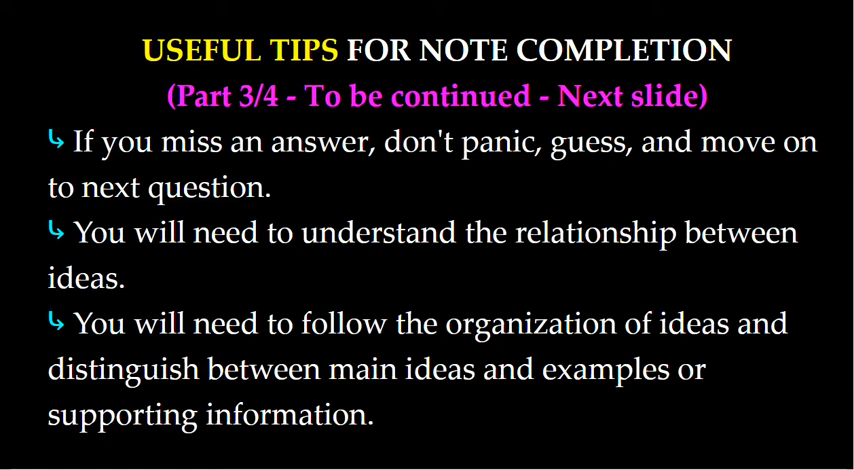 USEFUL TIPS FOR NOTE COMPLETION
(Part 3/4 - To be continued - Next slide)
↳ If you miss an answer, don't panic, guess, and move on
to next question.
↳ You will need to understand the relationship between
ideas.
↳ You will need to follow the organization of ideas and
distinguish between main ideas and examples or
supporting information.